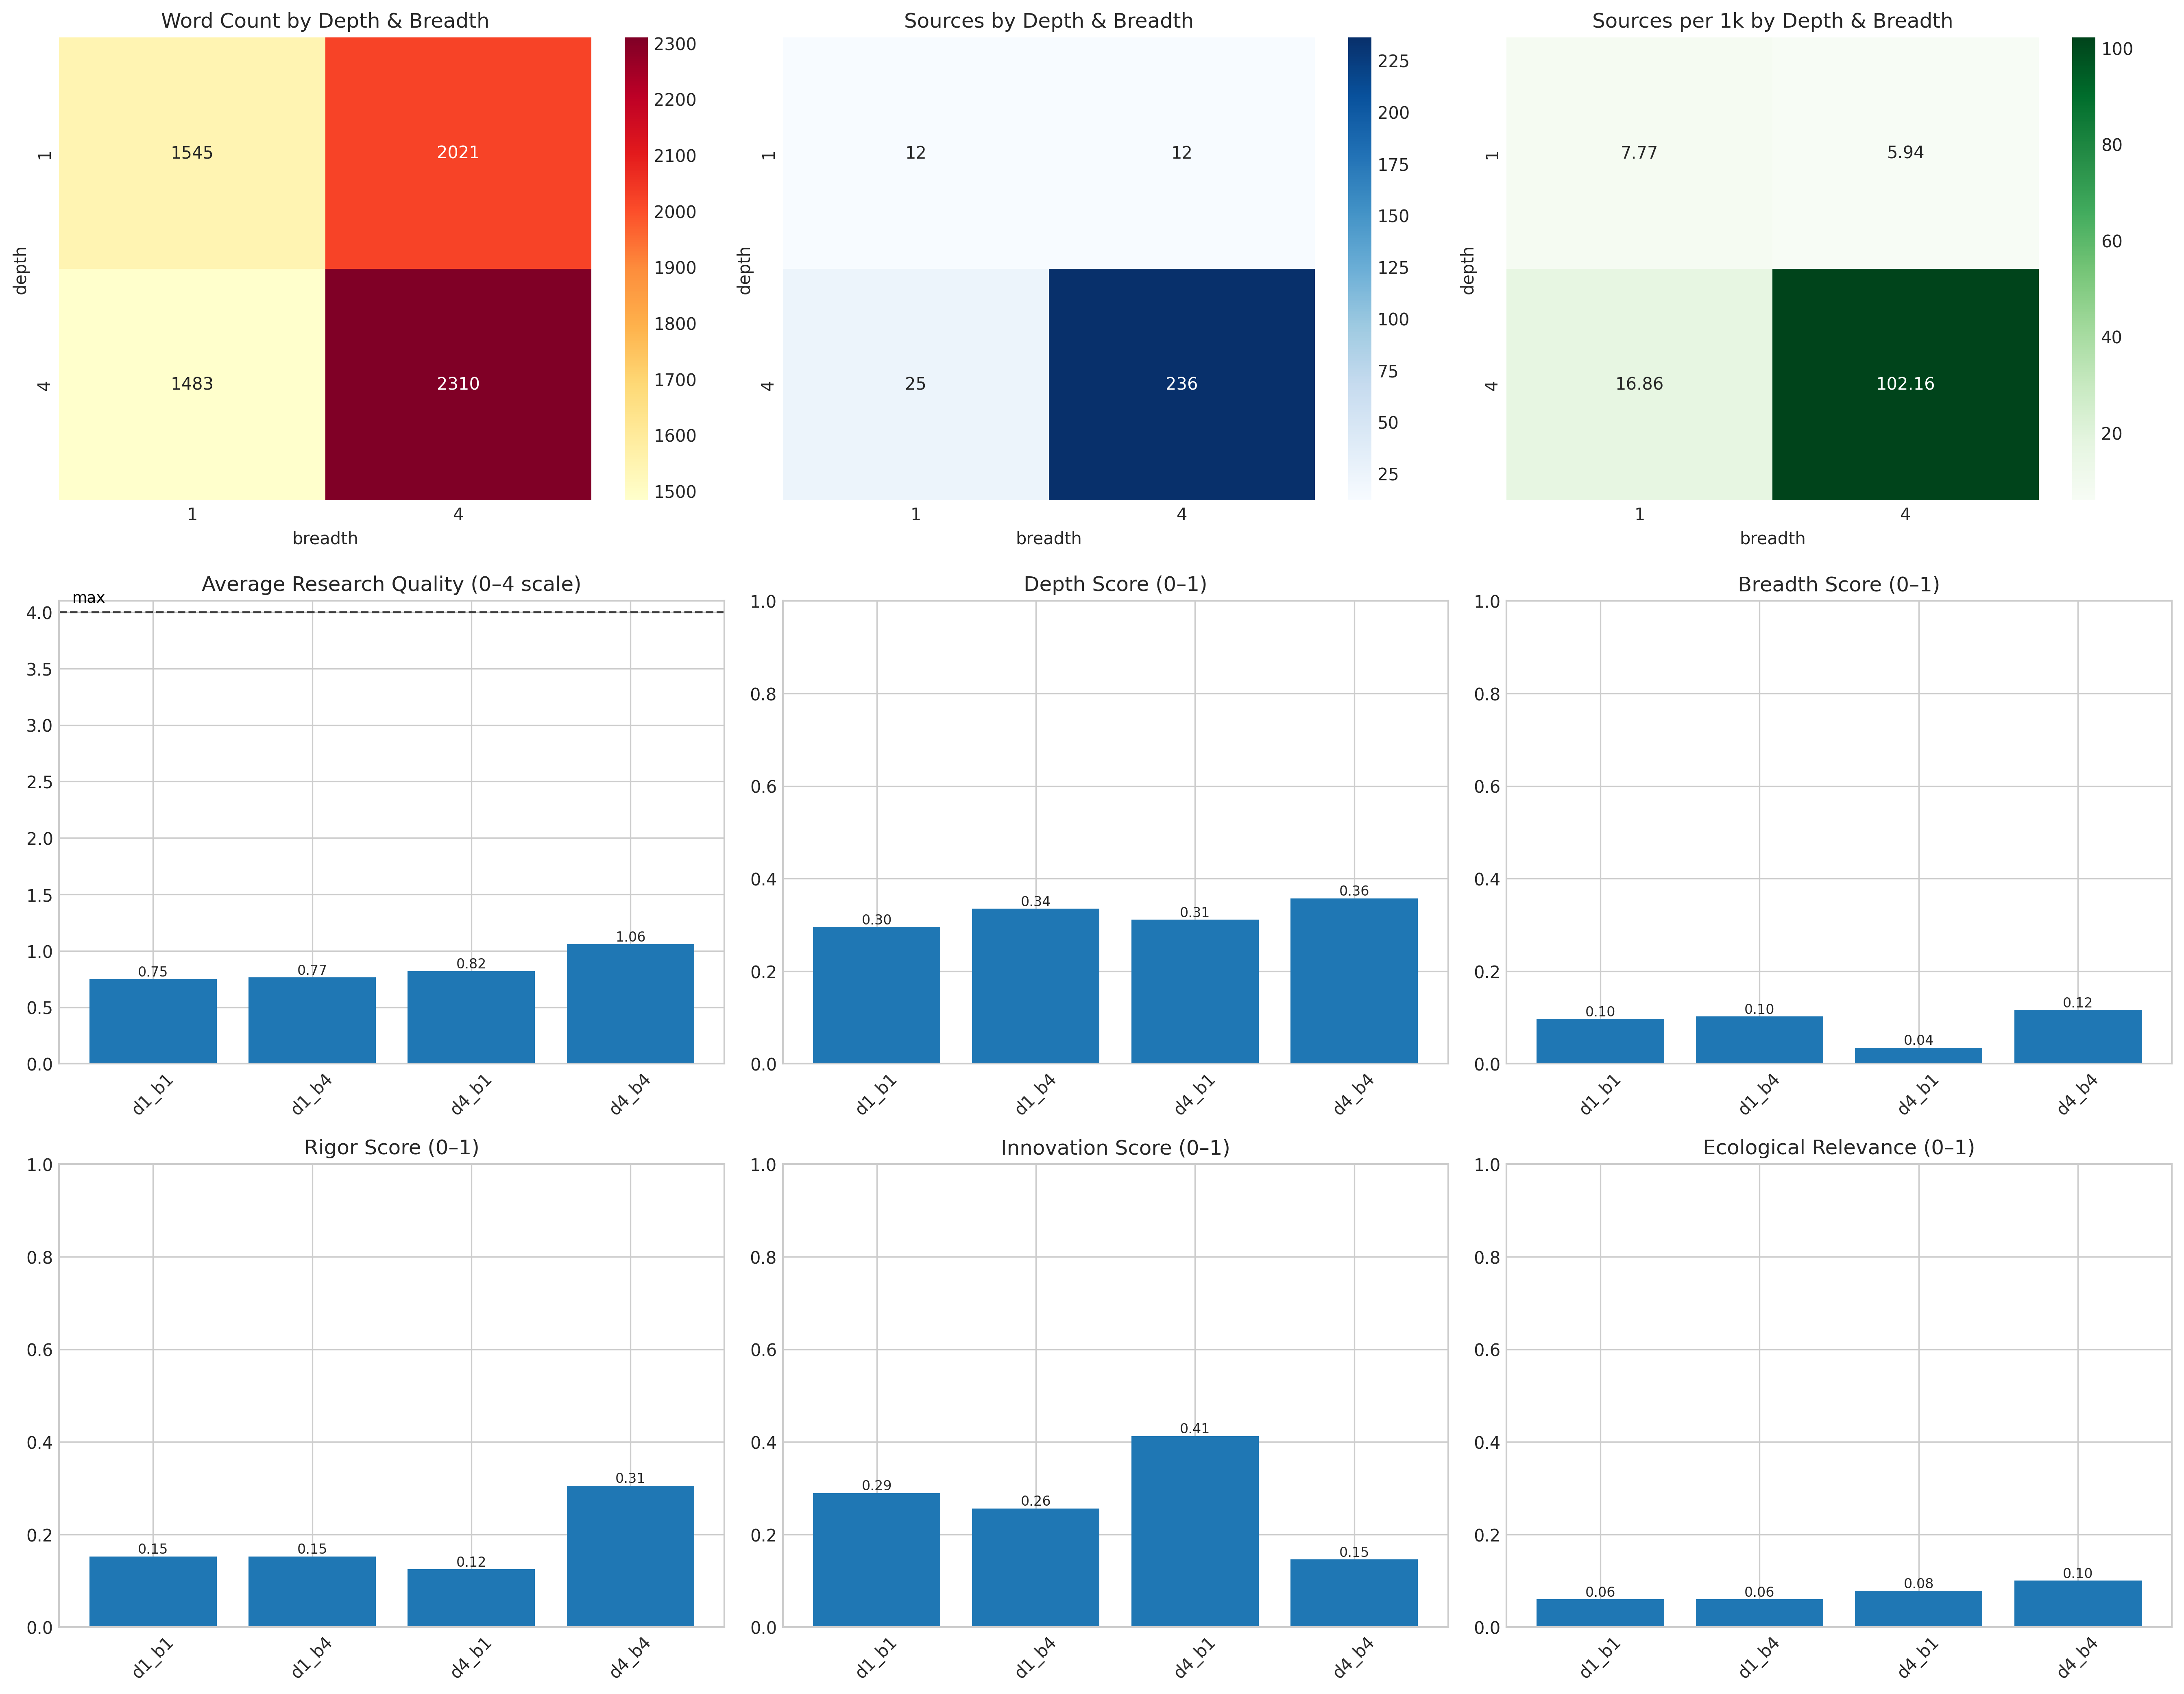 Word Count by Depth & Breadth
1545
2021
1483
2310
1
4
depth
1
4
breadth
2300
2200
2100
2000
1900
1800
1700
1600
1500
Sources by Depth & Breadth
12
12
25
236
1
4
depth
1
4
breadth
225
200
175
150
125
100
75
50
25
Sources per 1k by Depth & Breadth
7.77
5.94
16.86
102.16
1
4
depth
1
4
breadth
100
80
60
40
20
Average Research Quality (0–4 scale)
max
4.0
3.5
3.0
2.5
2.0
1.5
1.0
0.5
0.0
0.75
0.77
0.82
1.06
d1_b1
d1_b4
d4_b1
d4_b4
Depth Score (0–1)
1.0
0.8
0.6
0.4
0.2
0.0
0.30
0.34
0.31
0.36
d1_b1
d1_b4
d4_b1
d4_b4
Breadth Score (0–1)
1.0
0.8
0.6
0.4
0.2
0.0
0.10
0.10
0.04
0.12
d1_b1
d1_b4
d4_b1
d4_b4
Rigor Score (0–1)
1.0
0.8
0.6
0.4
0.2
0.0
0.15
0.15
0.12
0.31
d1_b1
d1_b4
d4_b1
d4_b4
Innovation Score (0–1)
1.0
0.8
0.6
0.4
0.2
0.0
0.29
0.26
0.41
0.15
d1_b1
d1_b4
d4_b1
d4_b4
Ecological Relevance (0–1)
1.0
0.8
0.6
0.4
0.2
0.0
0.06
0.06
0.08
0.10
d1_b1
d1_b4
d4_b1
d4_b4